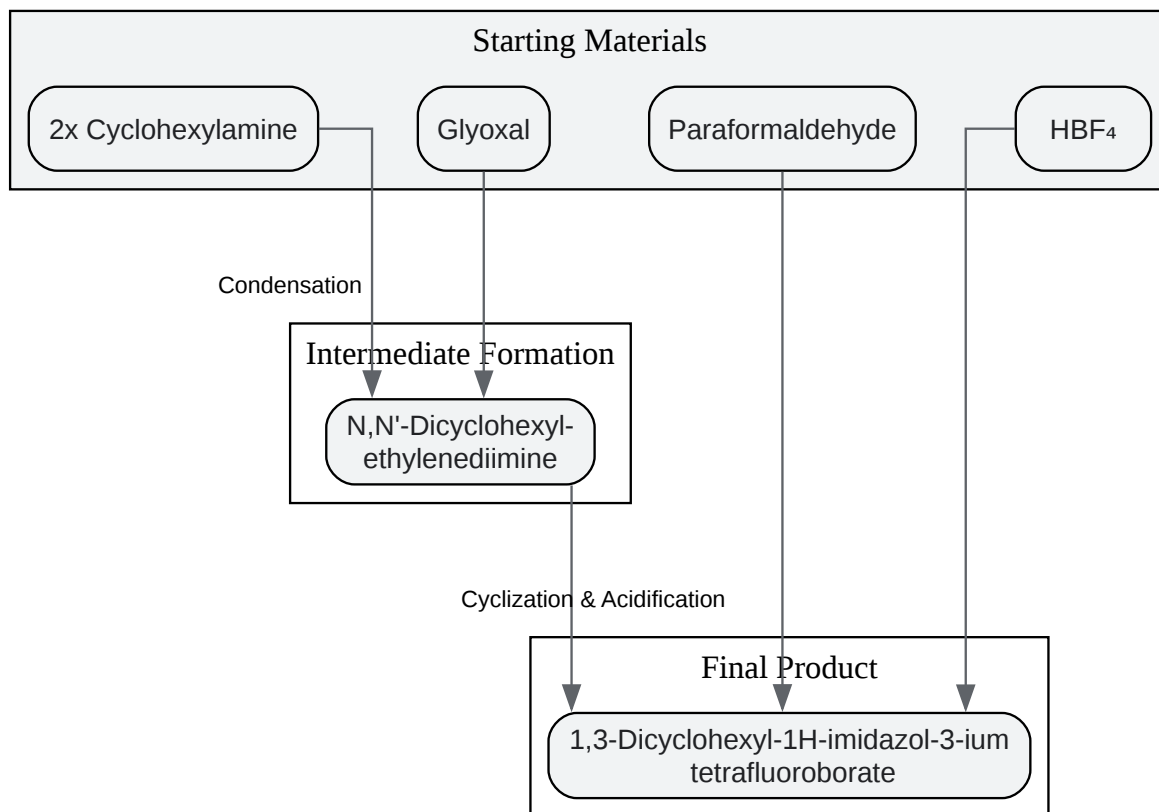 Starting Materials
2x Cyclohexylamine
Glyoxal
Paraformaldehyde
HBF₄
Condensation
Intermediate Formation
N,N'-Dicyclohexyl-
ethylenediimine
Cyclization & Acidification
Final Product
1,3-Dicyclohexyl-1H-imidazol-3-ium
tetrafluoroborate